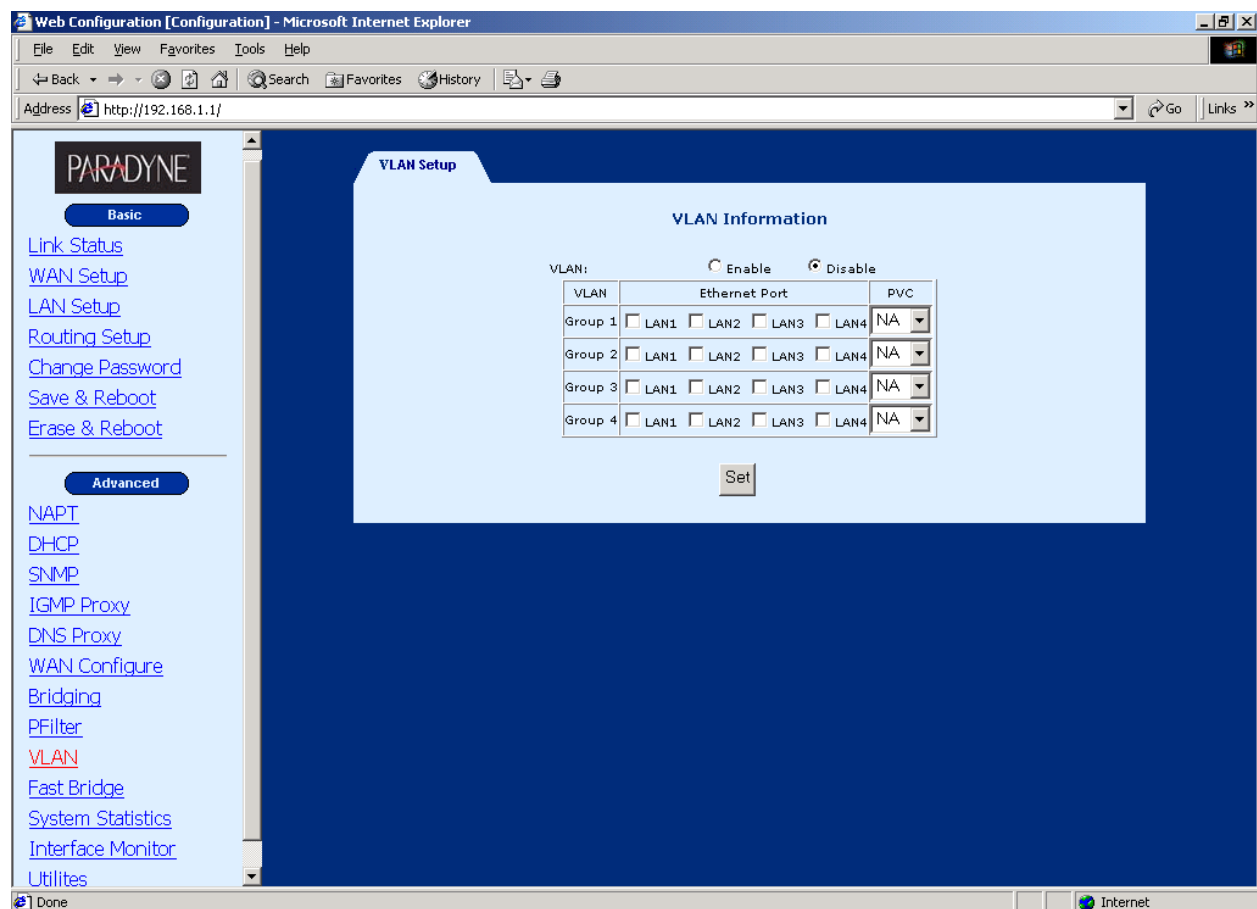 Web Configuration [Configuration] - Microsoft Internet Explorer
File Edit View Favorites Tools Help
Back Search Favorites History
Address http://192.168.1.1/ Go Links »
PARADYNE
Basic
Link Status
WAN Setup
LAN Setup
Routing Setup
Change Password
Save & Reboot
Erase & Reboot
Advanced
NAPT
DHCP
SNMP
IGMP Proxy
DNS Proxy
WAN Configure
Bridging
PFilter
VLAN
Fast Bridge
System Statistics
Interface Monitor
Utilites
VLAN Setup
VLAN Information
VLAN: Enable Disable
VLAN Ethernet Port PVC
Group 1 LAN1 LAN2 LAN3 LAN4 NA
Group 2 LAN1 LAN2 LAN3 LAN4 NA
Group 3 LAN1 LAN2 LAN3 LAN4 NA
Group 4 LAN1 LAN2 LAN3 LAN4 NA
Set
Done Internet